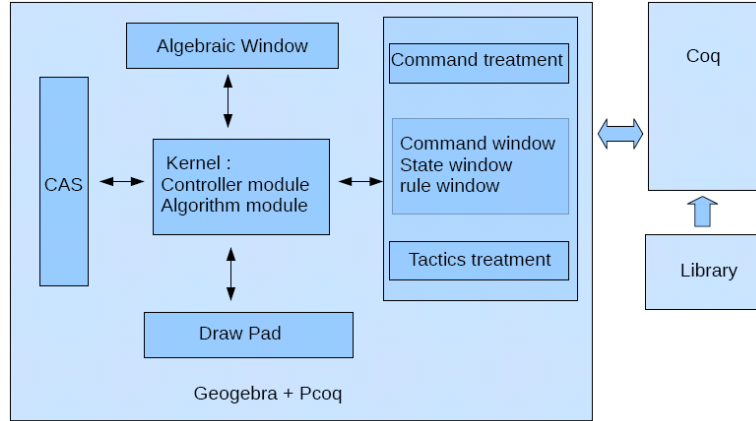 Algebraic Window
Command treatment
Coq
Kernel :
Controller module
Algorithm module
CAS
Command window
State window
rule window
Tactics treatment
Library
Draw Pad
Geogebra + Pcoq